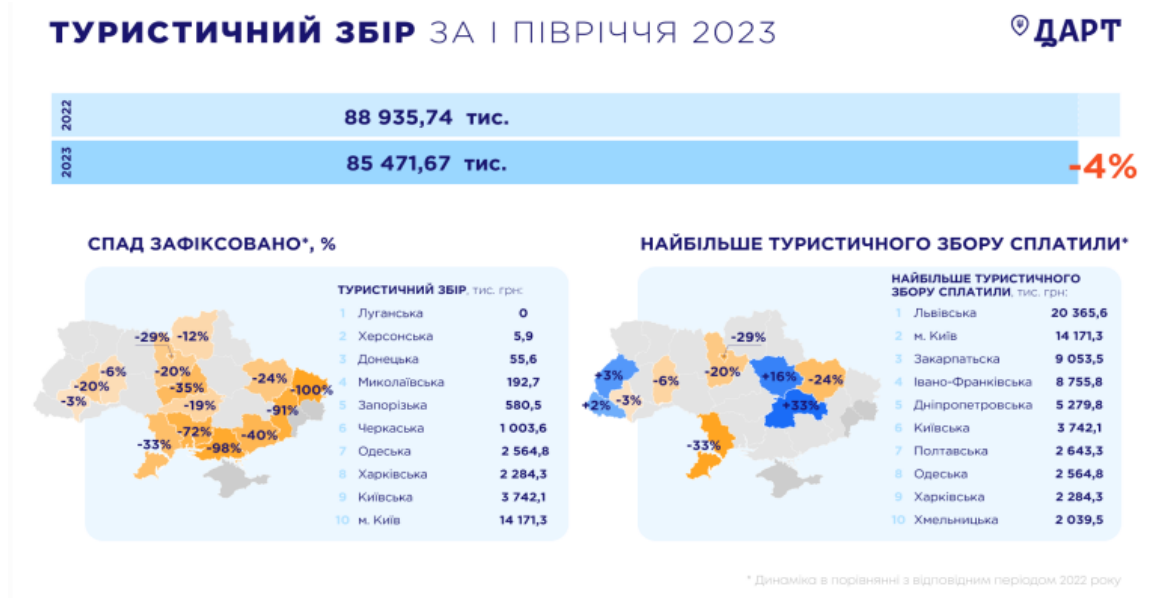 ТУРИСТИЧНИЙ ЗБІР ЗА І ПІВРІЧЧЯ 2023
ДАРТ
2022
88 935,74 тис.
2023
85 471,67 тис.
-4%
СПАД ЗАФІКСОВАНО*, %
-29%
-12%
-6%
-20%
-20%
-3%
-35%
-24%
-100%
-19%
-91%
-72%
-40%
-33%
-98%
ТУРИСТИЧНИЙ ЗБІР, тис. грн:
1 Луганська 0
2 Херсонська 5,9
3 Донецька 55,6
4 Миколаївська 192,7
5 Запорізька 580,5
6 Черкаська 1 003,6
7 Одеська 2 564,8
8 Харківська 2 284,3
9 Київська 3 742,1
10 м. Київ 14 171,3
НАЙБІЛЬШЕ ТУРИСТИЧНОГО ЗБОРУ СПЛАТИЛИ*
-29%
+3%
-6%
-20%
+16%
-24%
+2%
-3%
+33%
-33%
НАЙБІЛЬШЕ ТУРИСТИЧНОГО
ЗБОРУ СПЛАТИЛИ, тис. грн:
1 Львівська 20 365,6
2 м. Київ 14 171,3
3 Закарпатьска 9 053,5
4 Івано-Франківська 8 755,8
5 Дніпропетровська 5 279,8
6 Київська 3 742,1
7 Полтавська 2 643,3
8 Одеська 2 564,8
9 Харківська 2 284,3
10 Хмельницька 2 039,5
* Динаміка в порівнянні з відповідним періодом 2022 року